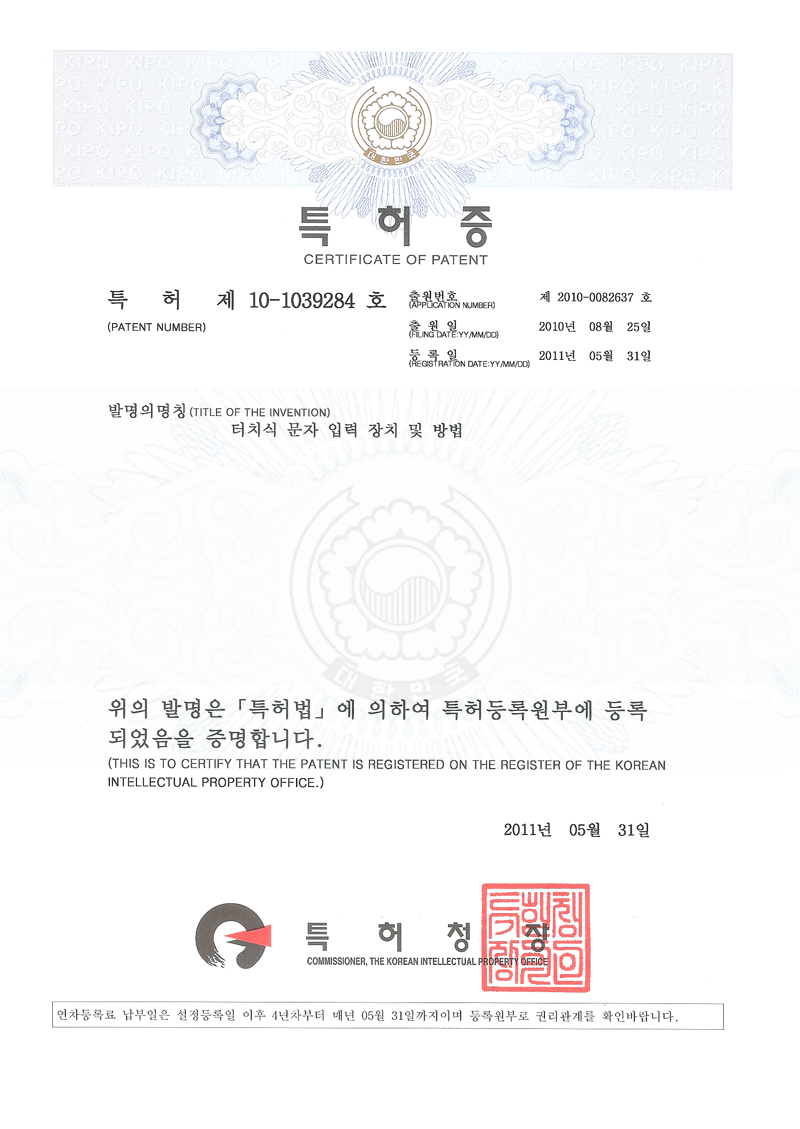 대한민국
특 허 증
CERTIFICATE OF PATENT
특 허 제 10-1039284 호
(PATENT NUMBER)
출원번호 제 2010-0082637 호
(APPLICATION NUMBER)
출 원 일 2010년 08월 25일
(FILING DATE:YY/MM/DD)
등 록 일 2011년 05월 31일
(REGISTRATION DATE:YY/MM/DD)
발명의명칭(TITLE OF THE INVENTION)
터치식 문자 입력 장치 및 방법
대한민국
위의 발명은 「특허법」에 의하여 특허등록원부에 등록
되었음을 증명합니다.
(THIS IS TO CERTIFY THAT THE PATENT IS REGISTERED ON THE REGISTER OF THE KOREAN
INTELLECTUAL PROPERTY OFFICE.)
2011년 05월 31일
특 허 청 장
COMMISSIONER, THE KOREAN INTELLECTUAL PROPERTY OFFICE
연차등록료 납부일은 설정등록일 이후 4년차부터 매년 05월 31일까지이며 등록원부로 권리관계를 확인바랍니다.